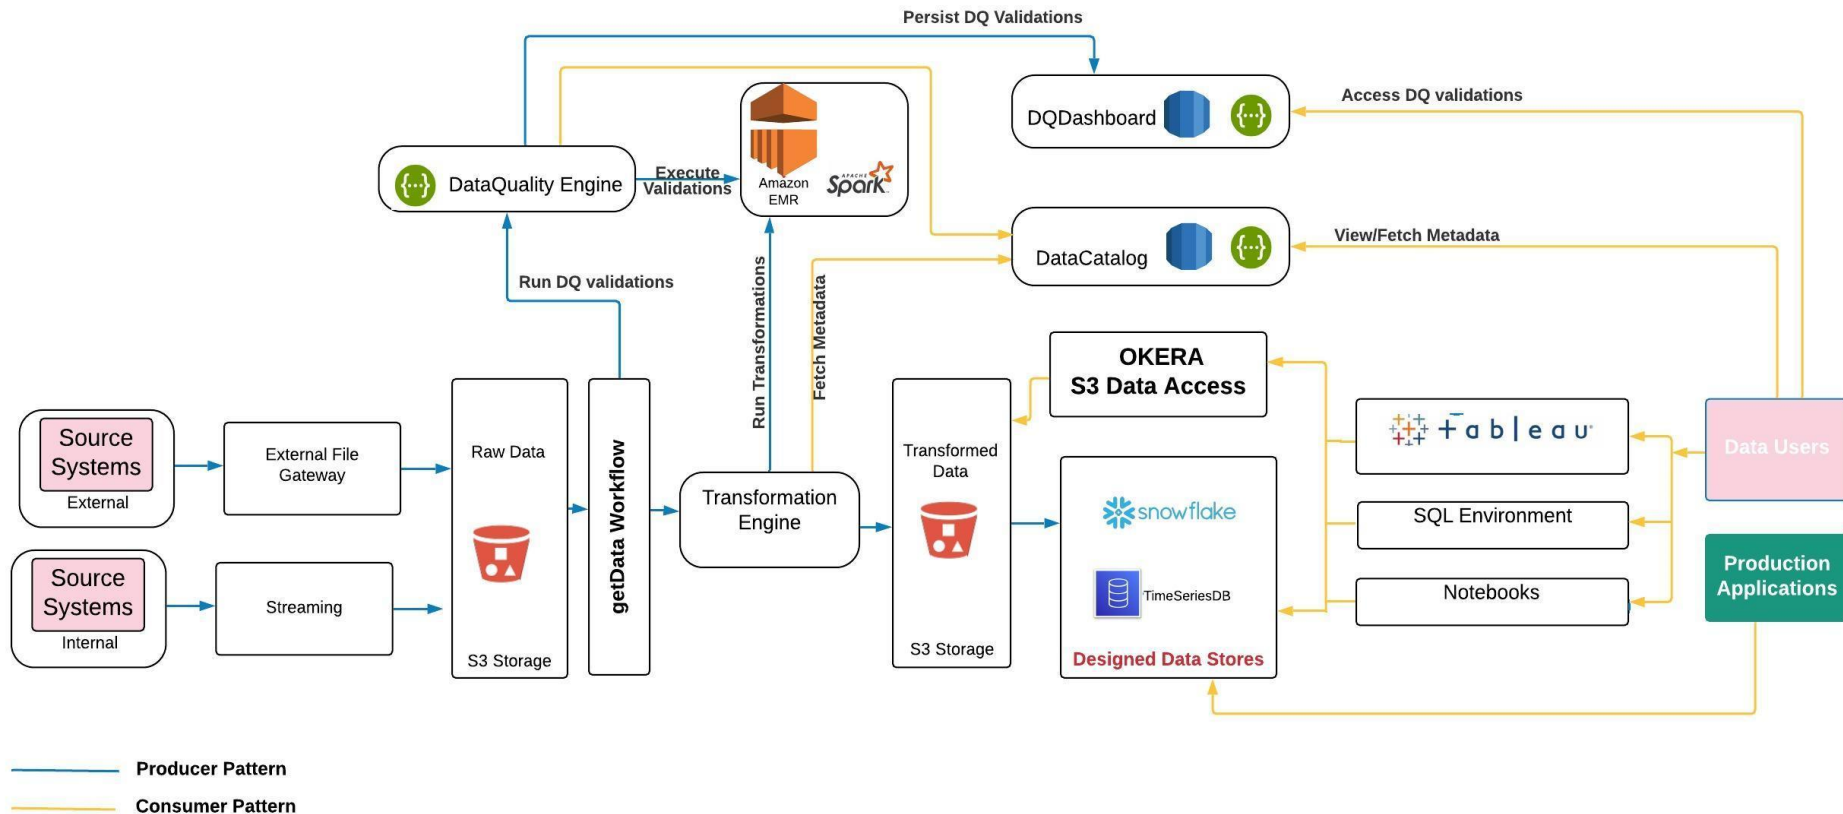 Persist DQ Validations
DQDashboard
Access DQ validations
Amazon
EMR
APACHE
Spark
DataQuality Engine
Execute
Validations
DataCatalog
View/Fetch Metadata
Run DQ validations
Run Transformations
Fetch Metadata
OKERA
S3 Data Access
Source
Systems
External
External File
Gateway
Raw Data
S3 Storage
getData Workflow
Transformation
Engine
Transformed
Data
S3 Storage
snowflake
TimeSeriesDB
Designed Data Stores
+ableau
SQL Environment
Notebooks
Data Users
Production
Applications
Source
Systems
Internal
Streaming
Producer Pattern
Consumer Pattern